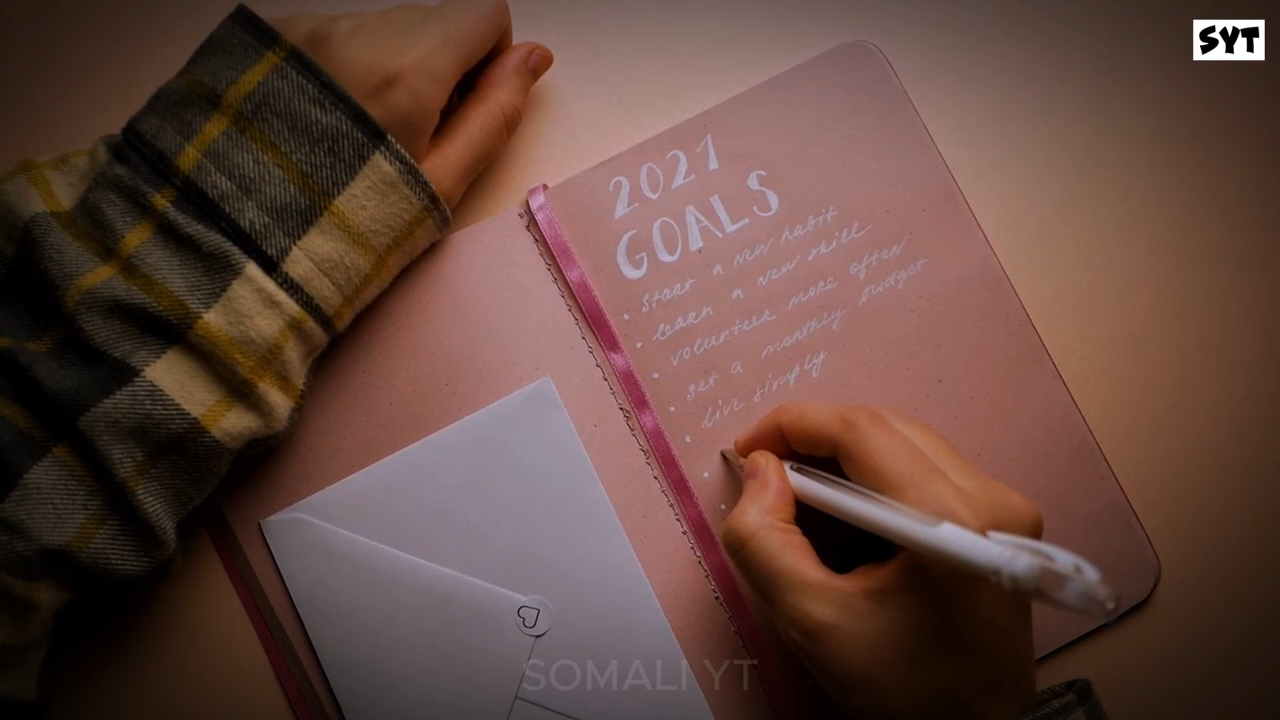 SYT
2021
GOALS
• start a new habit
• learn a new skill
• volunteer more often
• set a monthly budget
• live simply
•
SOMALI YT